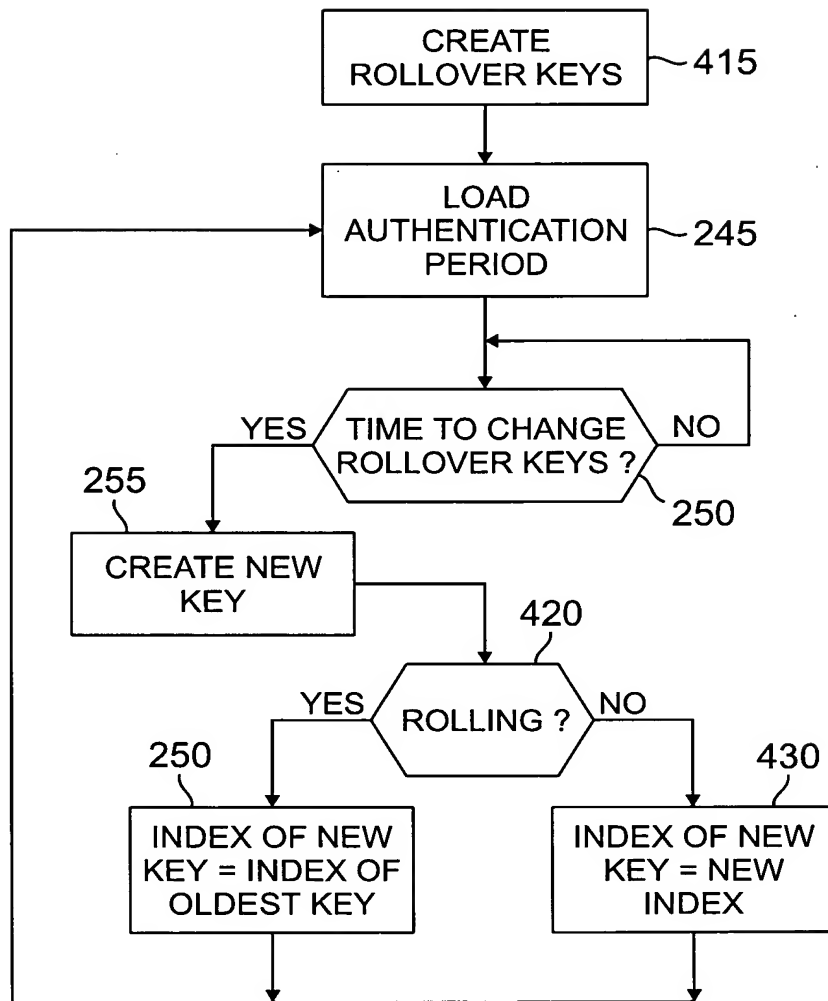 CREATE
ROLLOVER KEYS
415
LOAD
AUTHENTICATION
PERIOD
245
YES
TIME TO CHANGE
ROLLOVER KEYS ?
NO
250
255
CREATE NEW
KEY
420
YES
ROLLING ?
NO
250
INDEX OF NEW
KEY = INDEX OF
OLDEST KEY
430
INDEX OF NEW
KEY = NEW
INDEX